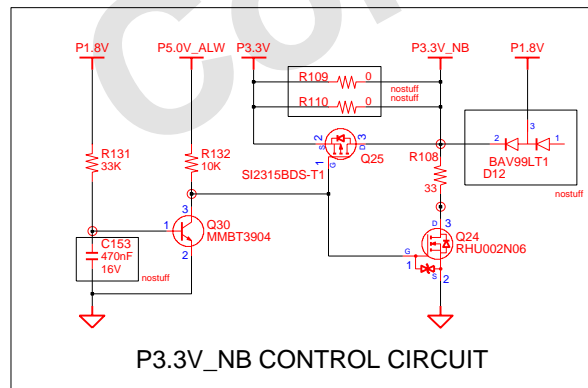 Co
P1.8V
P5.0V_ALW
P3.3V
P3.3V_NB
P1.8V
R109 0
nostuff
R110 0
nostuff
R131
33K
R132
10K
2 S D 3
1 G
Q25
SI2315BDS-T1
R108
33
3
2 1
BAV99LT1
D12
nostuff
3
1
2
Q30
MMBT3904
C153
470nF
16V
nostuff
D 3
G
1
S 2
Q24
RHU002N06
P3.3V_NB CONTROL CIRCUIT